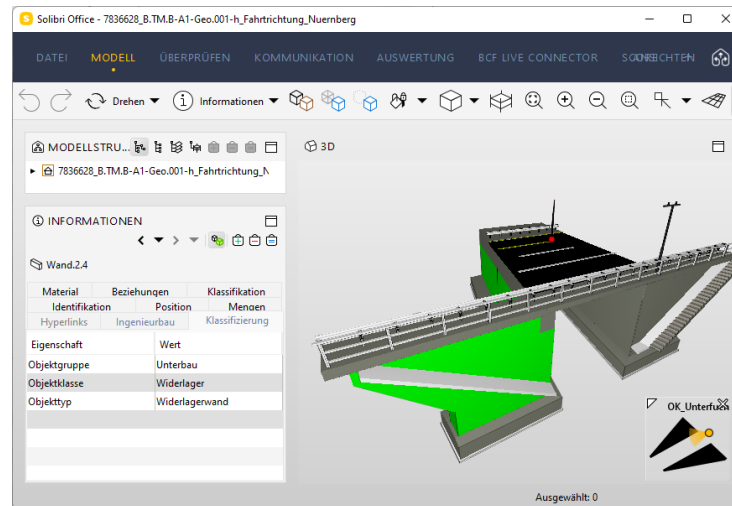 S Solibri Office - 7836628_B.TM.B-A1-Geo.001-h_Fahrtrichtung_Nuernberg
DATEI MODELL ÜBERPRÜFEN KOMMUNIKATION AUSWERTUNG BCF LIVE CONNECTOR
Drehen Informationen
MODELLSTRU...
3D
7836628_B.TM.B-A1-Geo.001-h_Fahrtrichtung_N
INFORMATIONEN
Wand.2.4
Material Beziehungen Klassifikation
Identifikation Position Mengen
Hyperlinks Ingenieurbau Klassifizierung
Eigenschaft Wert
Objektgruppe Unterbau
Objektklasse Widerlager
Objekttyp Widerlagerwand
Ausgewählt: 0